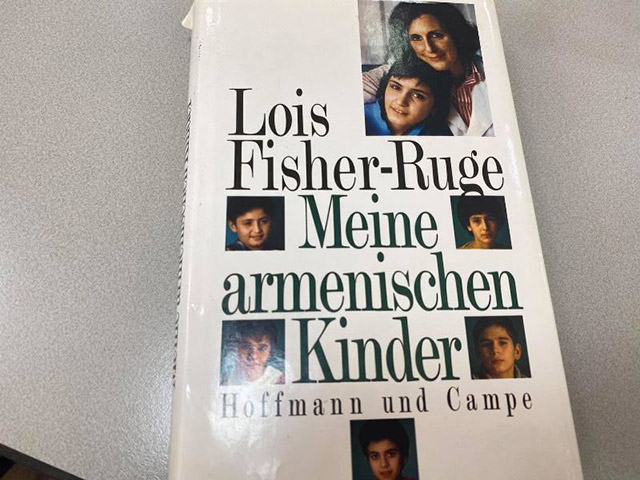 Lois
Fisher-Ruge
Meine
armenischen
Kinder
Hoffmann und Campe